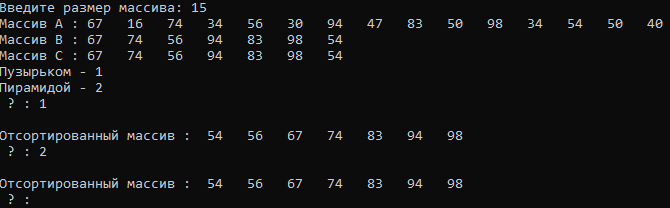 Введите размер массива: 15
Массив A : 67 16 74 34 56 30 94 47 83 50 98 34 54 50 40
Массив B : 67 74 56 94 83 98 54
Массив C : 67 74 56 94 83 98 54
Пузырьком - 1
Пирамидой - 2
? : 1
Отсортированный массив : 54 56 67 74 83 94 98
? : 2
Отсортированный массив : 54 56 67 74 83 94 98
? :